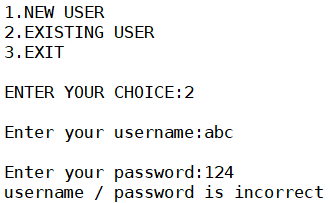 1.NEW USER
2.EXISTING USER
3.EXIT
ENTER YOUR CHOICE:2
Enter your username:abc
Enter your password:124
username / password is incorrect